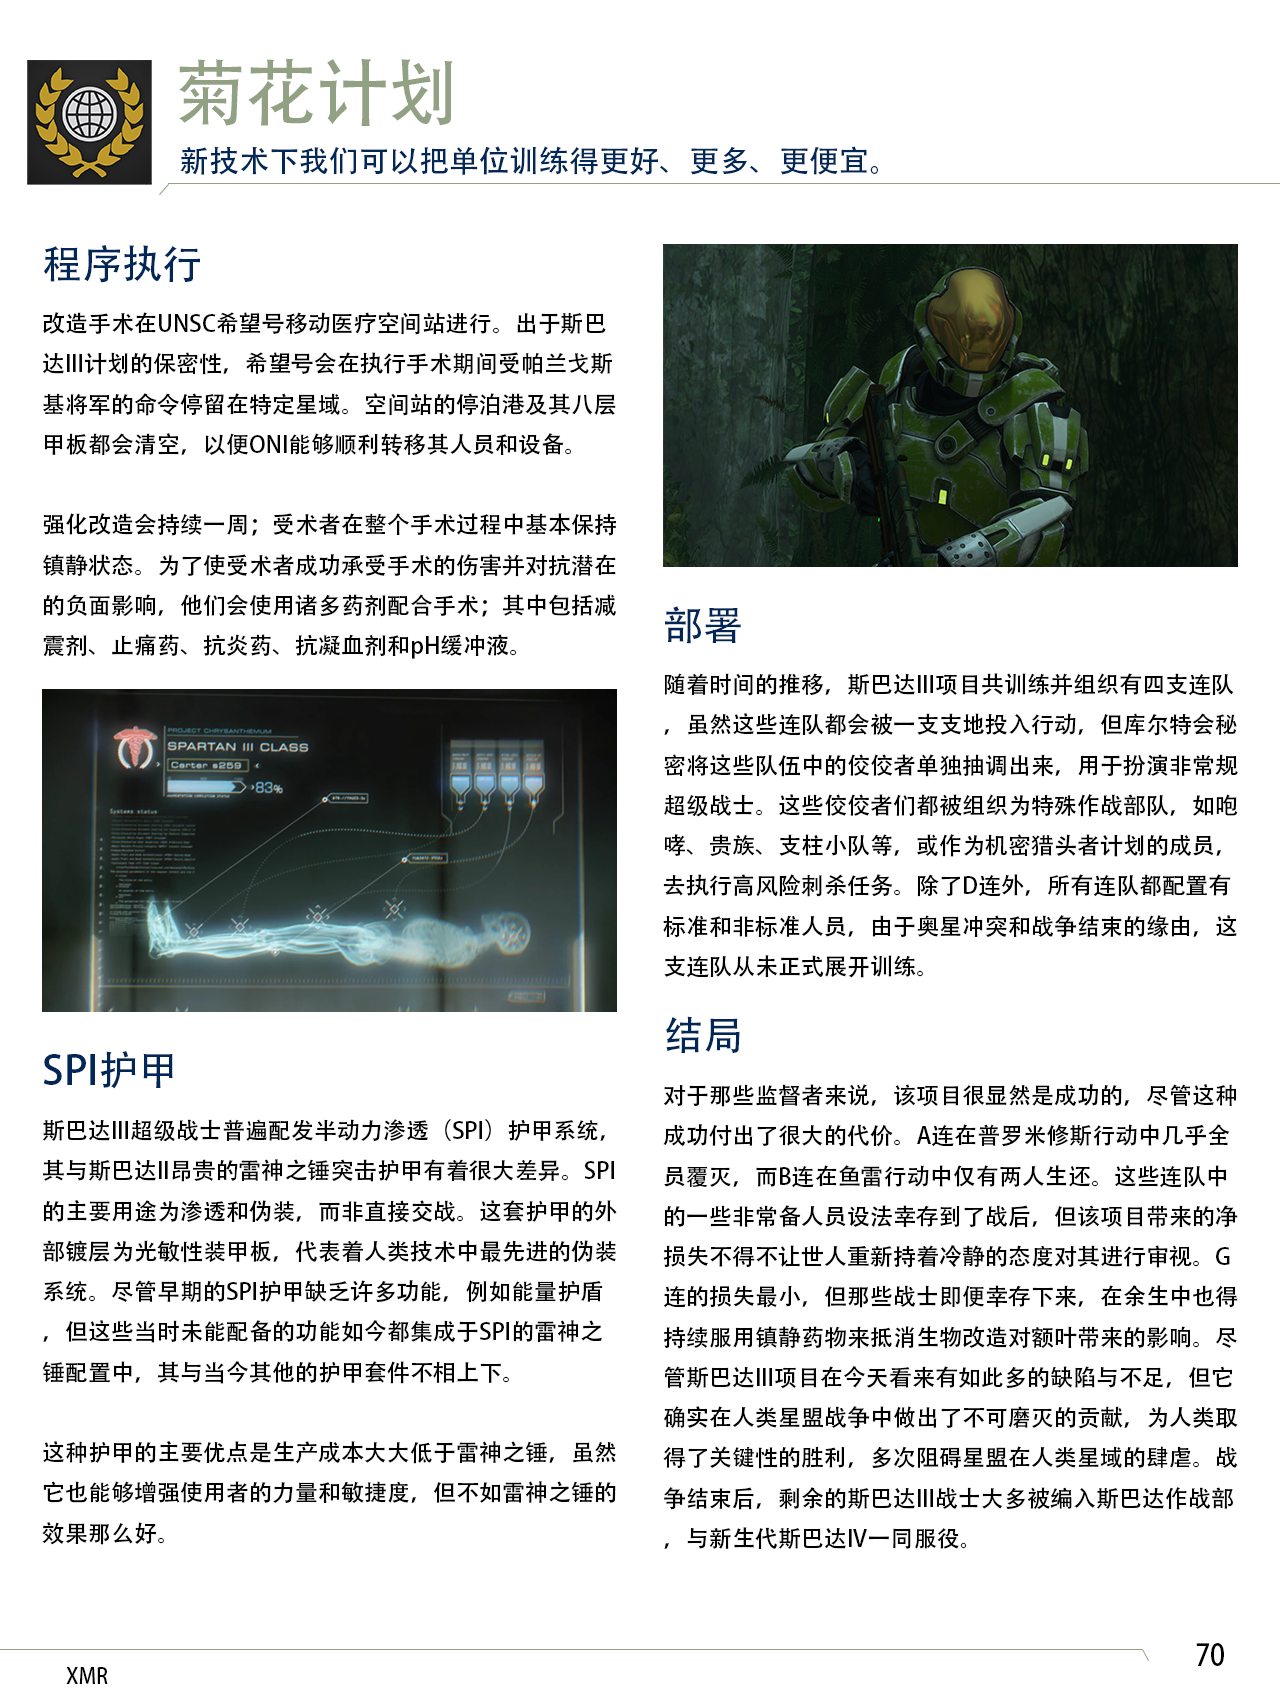 菊花计划
新技术下我们可以把单位训练得更好、更多、更便宜。
程序执行
改造手术在UNSC希望号移动医疗空间站进行。出于斯巴
达III计划的保密性，希望号会在执行手术期间受帕兰戈斯
基将军的命令停留在特定星域。空间站的停泊港及其八层
甲板都会清空，以便ONI能够顺利转移其人员和设备。
强化改造会持续一周；受术者在整个手术过程中基本保持
镇静状态。为了使受术者成功承受手术的伤害并对抗潜在
的负面影响，他们会使用诸多药剂配合手术；其中包括减
震剂、止痛药、抗炎药、抗凝血剂和pH缓冲液。
PROJECT CHRYSANTHEMUM
SPARTAN III CLASS
Carter s259
83%
Systems status
SPI护甲
斯巴达III超级战士普遍配发半动力渗透（SPI）护甲系统，
其与斯巴达II昂贵的雷神之锤突击护甲有着很大差异。SPI
的主要用途为渗透和伪装，而非直接交战。这套护甲的外
部镀层为光敏性装甲板，代表着人类技术中最先进的伪装
系统。尽管早期的SPI护甲缺乏许多功能，例如能量护盾
，但这些当时未能配备的功能如今都集成于SPI的雷神之
锤配置中，其与当今其他的护甲套件不相上下。
这种护甲的主要优点是生产成本大大低于雷神之锤，虽然
它也能够增强使用者的力量和敏捷度，但不如雷神之锤的
效果那么好。
部署
随着时间的推移，斯巴达III项目共训练并组织有四支连队
，虽然这些连队都会被一支支地投入行动，但库尔特会秘
密将这些队伍中的佼佼者单独抽调出来，用于扮演非常规
超级战士。这些佼佼者们都被组织为特殊作战部队，如咆
哮、贵族、支柱小队等，或作为机密猎头者计划的成员，
去执行高风险刺杀任务。除了D连外，所有连队都配置有
标准和非标准人员，由于奥星冲突和战争结束的缘由，这
支连队从未正式展开训练。
结局
对于那些监督者来说，该项目很显然是成功的，尽管这种
成功付出了很大的代价。A连在普罗米修斯行动中几乎全
员覆灭，而B连在鱼雷行动中仅有两人生还。这些连队中
的一些非常备人员设法幸存到了战后，但该项目带来的净
损失不得不让世人重新持着冷静的态度对其进行审视。G
连的损失最小，但那些战士即便幸存下来，在余生中也得
持续服用镇静药物来抵消生物改造对额叶带来的影响。尽
管斯巴达III项目在今天看来有如此多的缺陷与不足，但它
确实在人类星盟战争中做出了不可磨灭的贡献，为人类取
得了关键性的胜利，多次阻碍星盟在人类星域的肆虐。战
争结束后，剩余的斯巴达III战士大多被编入斯巴达作战部
，与新生代斯巴达IV一同服役。
70
XMR